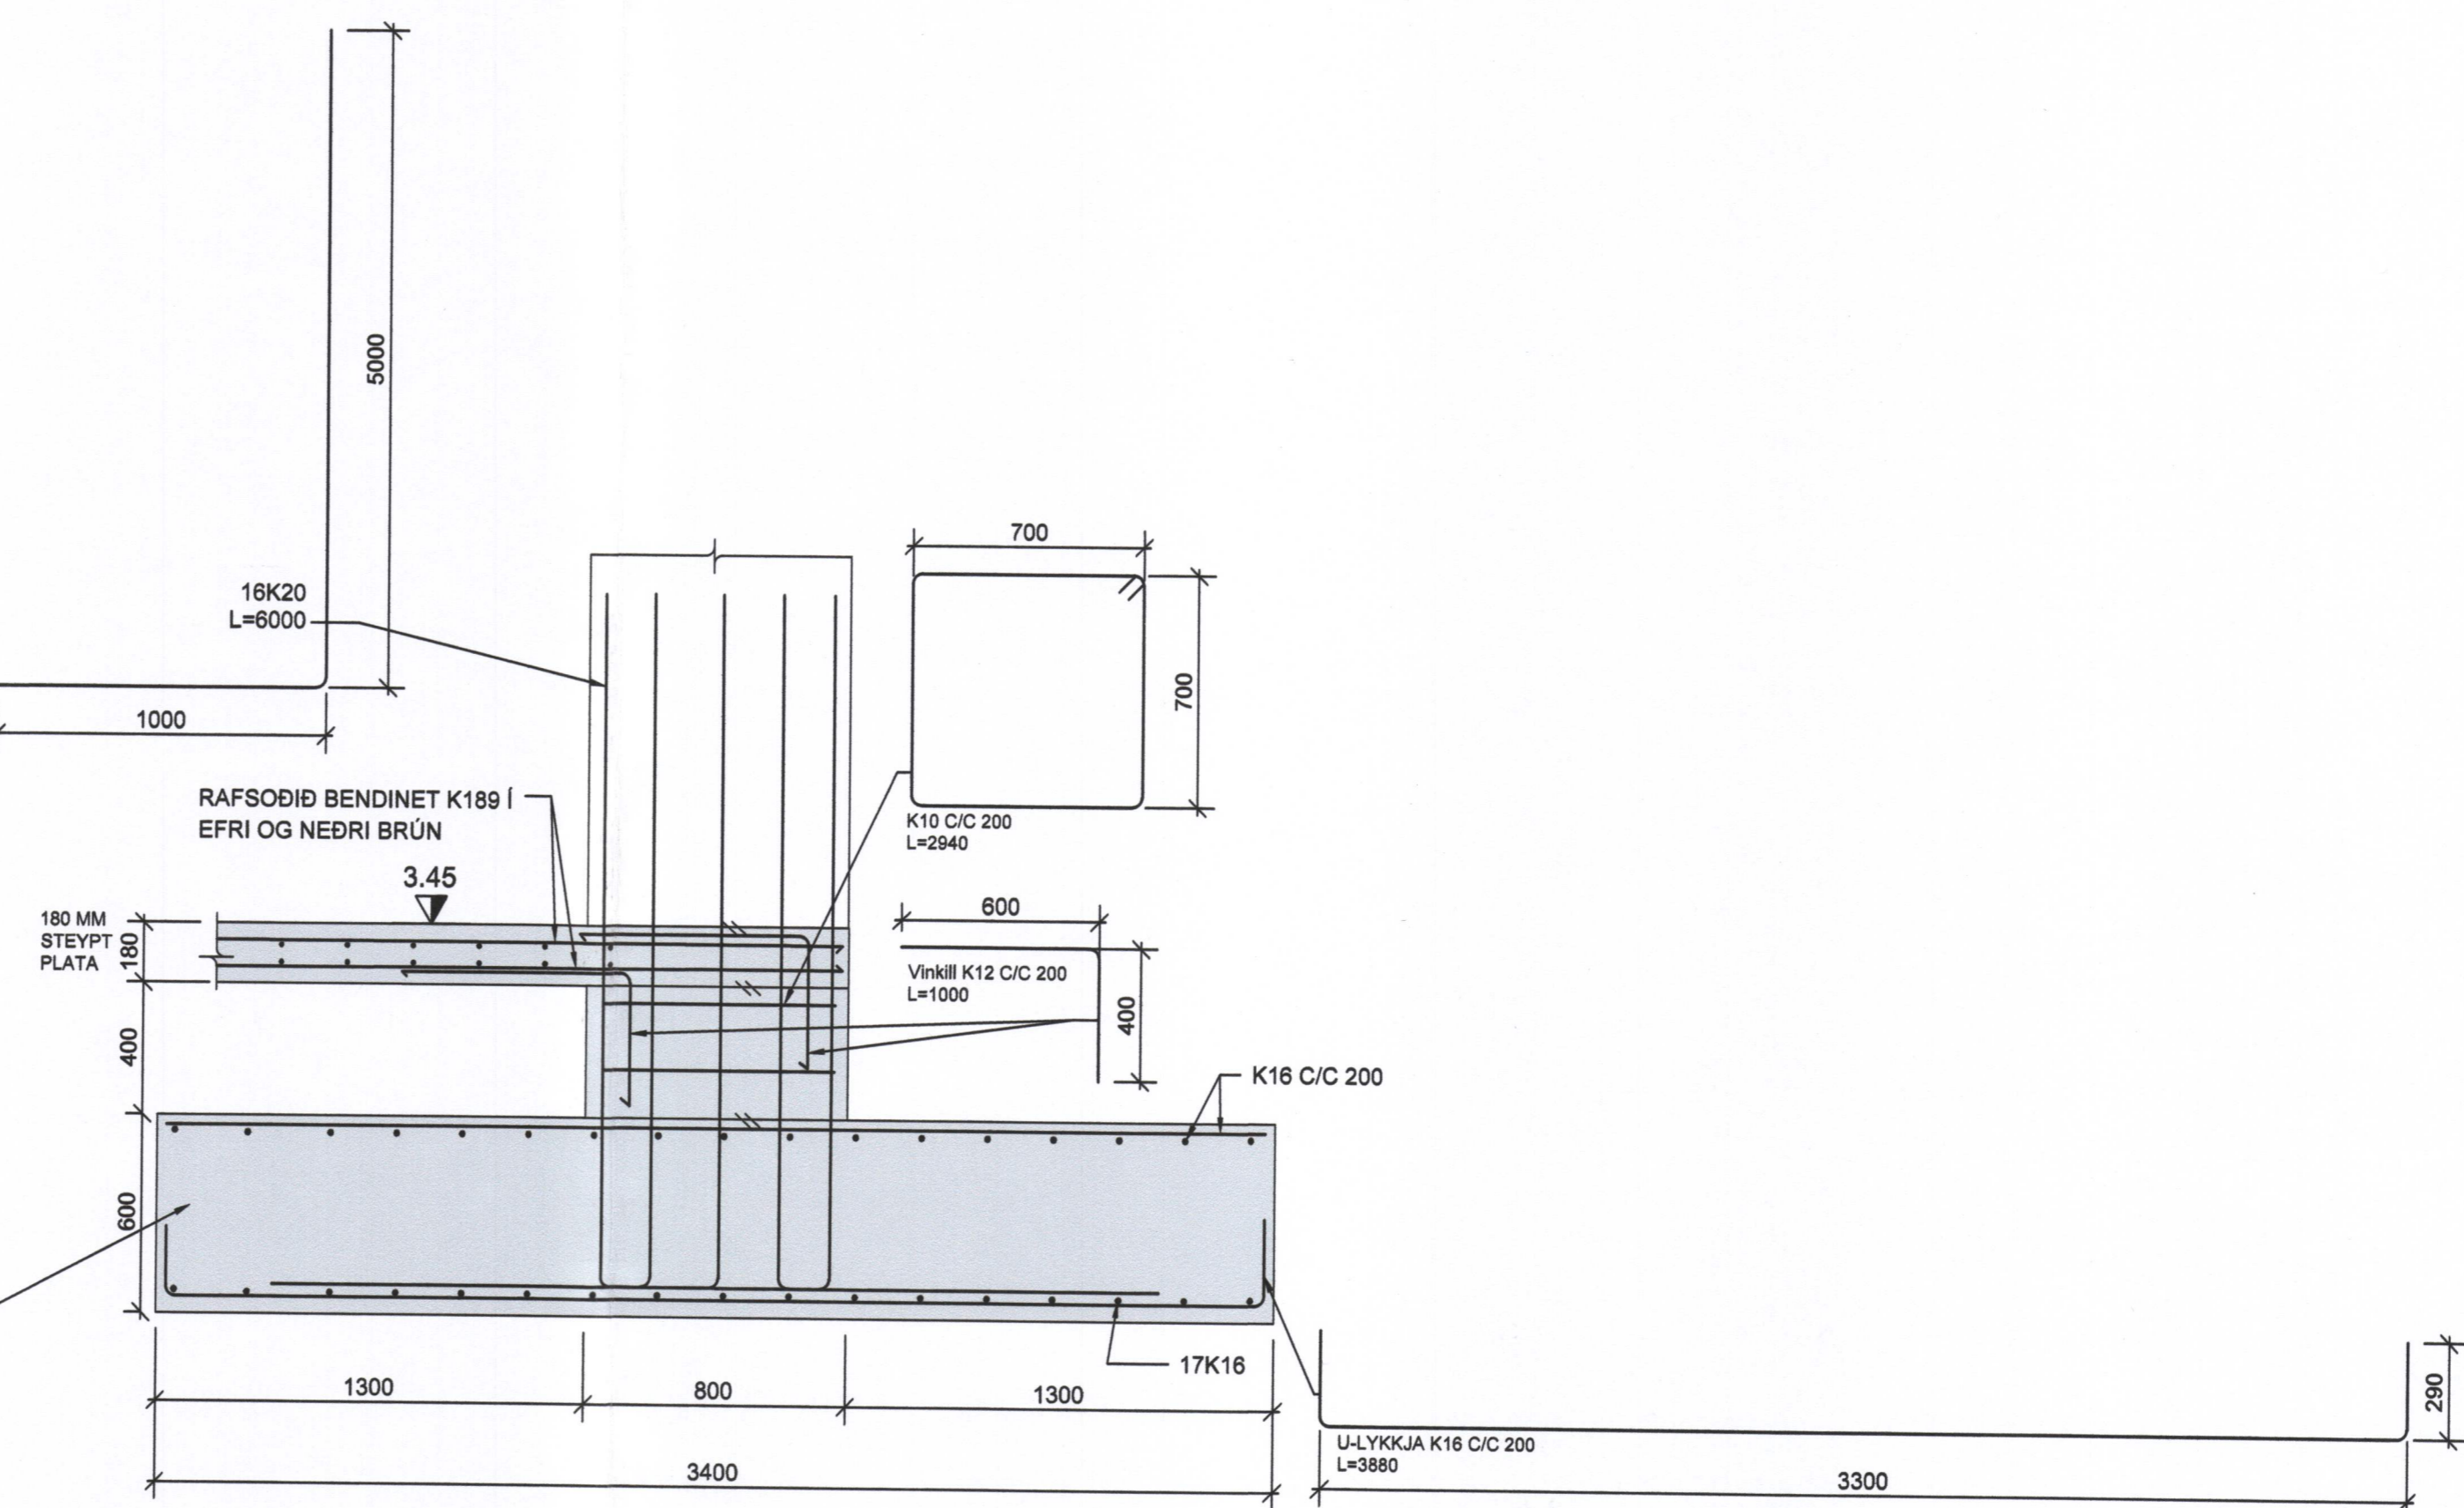 5000
16K20
L=6000
1000
700
700
K10 C/C 200
L=2940
RAFSOÐIÐ BENDINET K189 Í
EFRI OG NEÐRI BRÚN
3.45
180 MM
STEYPT
PLATA
180
600
Vinkill K12 C/C 200
L=1000
400
400
K16 C/C 200
600
17K16
1300
800
1300
3400
290
U-LYKKJA K16 C/C 200
L=3880
3300